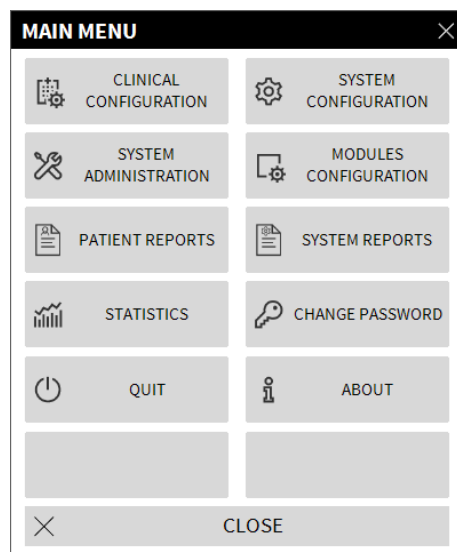 MAIN MENU
CLINICAL
CONFIGURATION
SYSTEM
CONFIGURATION
SYSTEM
ADMINISTRATION
MODULES
CONFIGURATION
PATIENT REPORTS
SYSTEM REPORTS
STATISTICS
CHANGE PASSWORD
QUIT
ABOUT
CLOSE